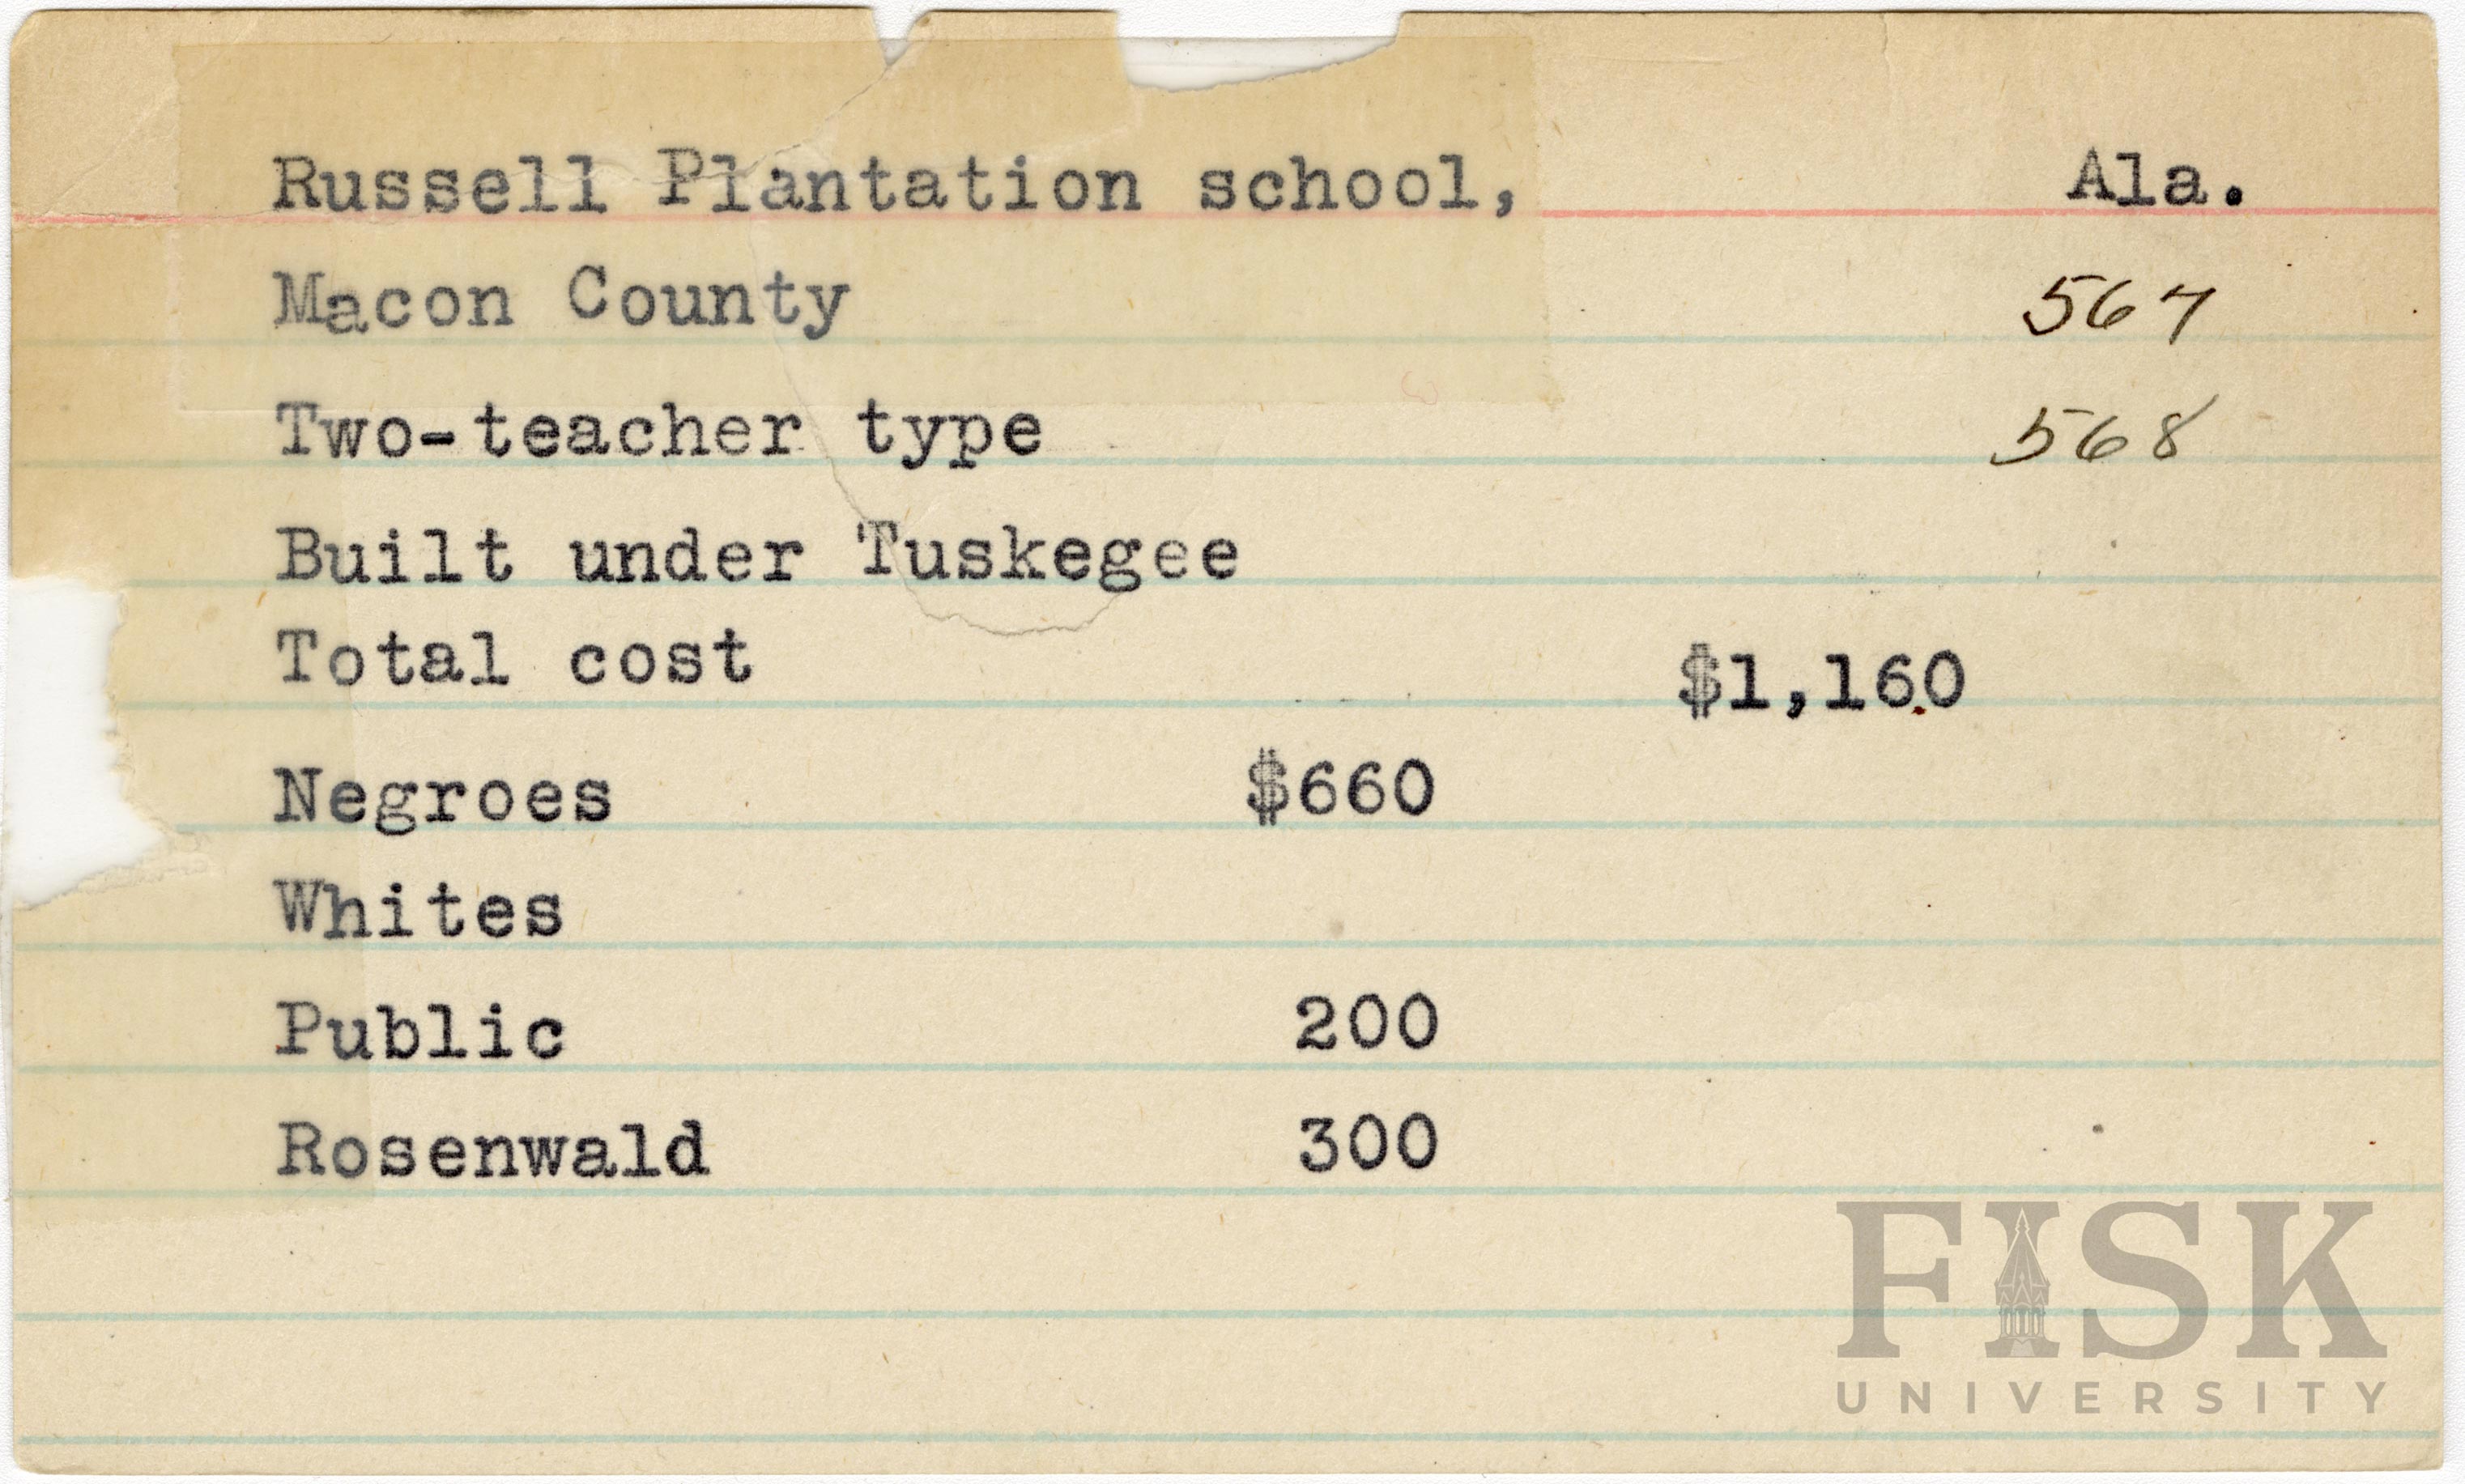 Russell Plantation school, Ala.
Macon County 567
Two-teacher type 568
Built under Tuskegee
Total cost $1,160
Negroes $660
Whites
Public 200
Rosenwald 300
FISK
UNIVERSITY